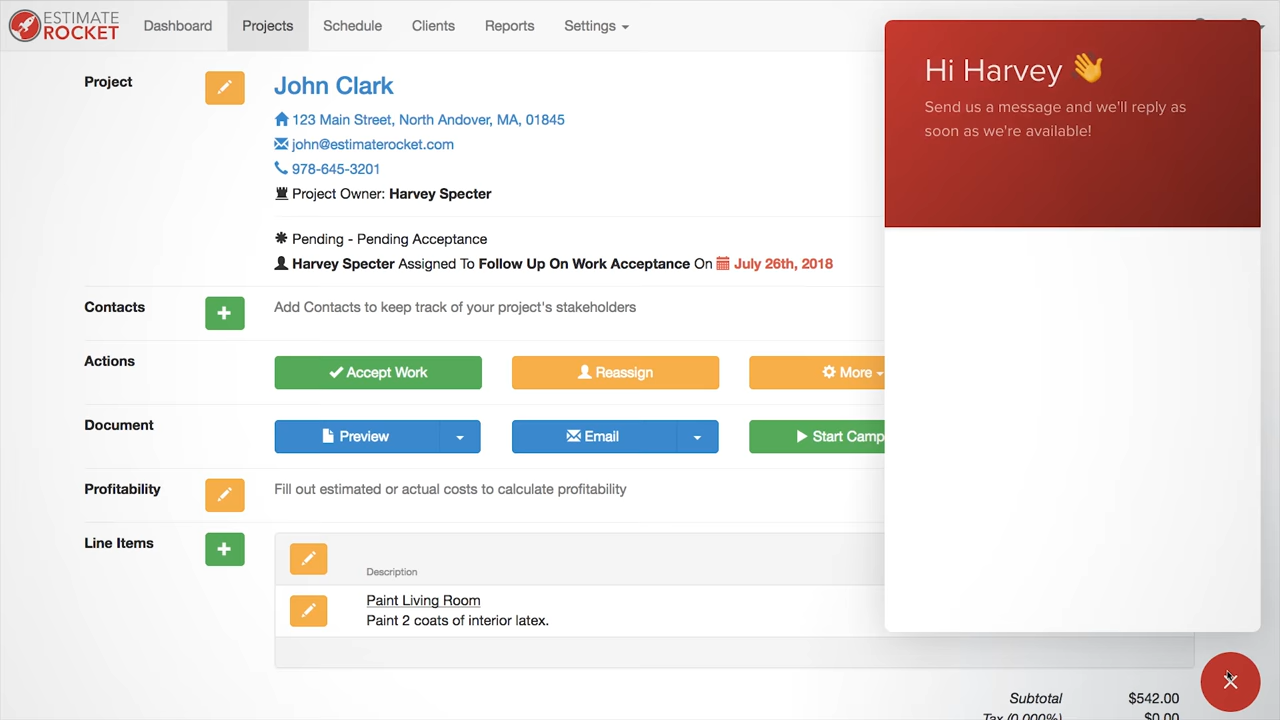 ESTIMATE
ROCKET
Dashboard
Projects
Schedule
Clients
Reports
Settings
Hi Harvey 👋
Send us a message and we'll reply as
soon as we're available!
Project
John Clark
123 Main Street, North Andover, MA, 01845
john@estimaterocket.com
978-645-3201
Project Owner: Harvey Specter
Pending - Pending Acceptance
Harvey Specter Assigned To Follow Up On Work Acceptance On July 26th, 2018
Contacts
Add Contacts to keep track of your project's stakeholders
Actions
Accept Work
Reassign
More
Document
Preview
Email
Start Camp
Profitability
Fill out estimated or actual costs to calculate profitability
Line Items
Description
Paint Living Room
Paint 2 coats of interior latex.
Subtotal $542.00
Tax (0.000%) $0.00